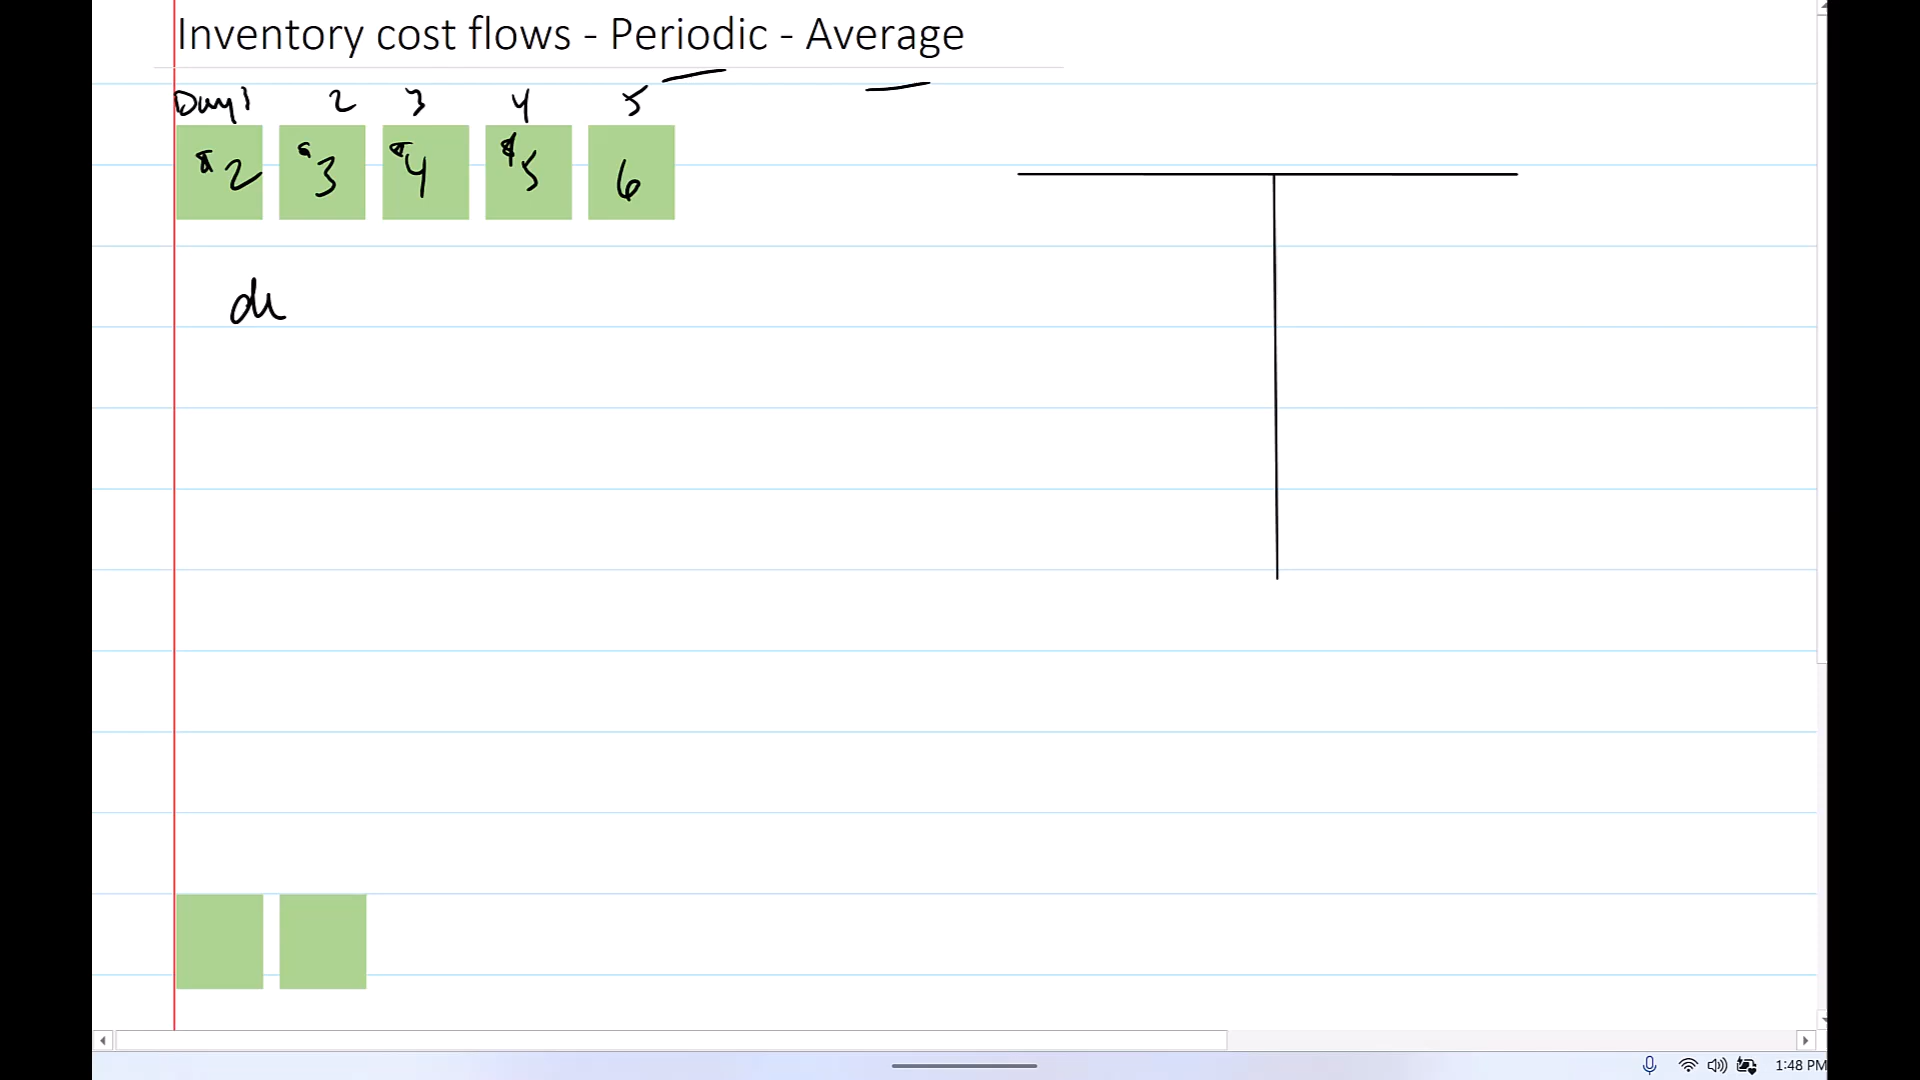 Inventory cost flows - Periodic - Average
Day 1 2 3 4 5
$2 $3 $4 $5 6
1:48 PM